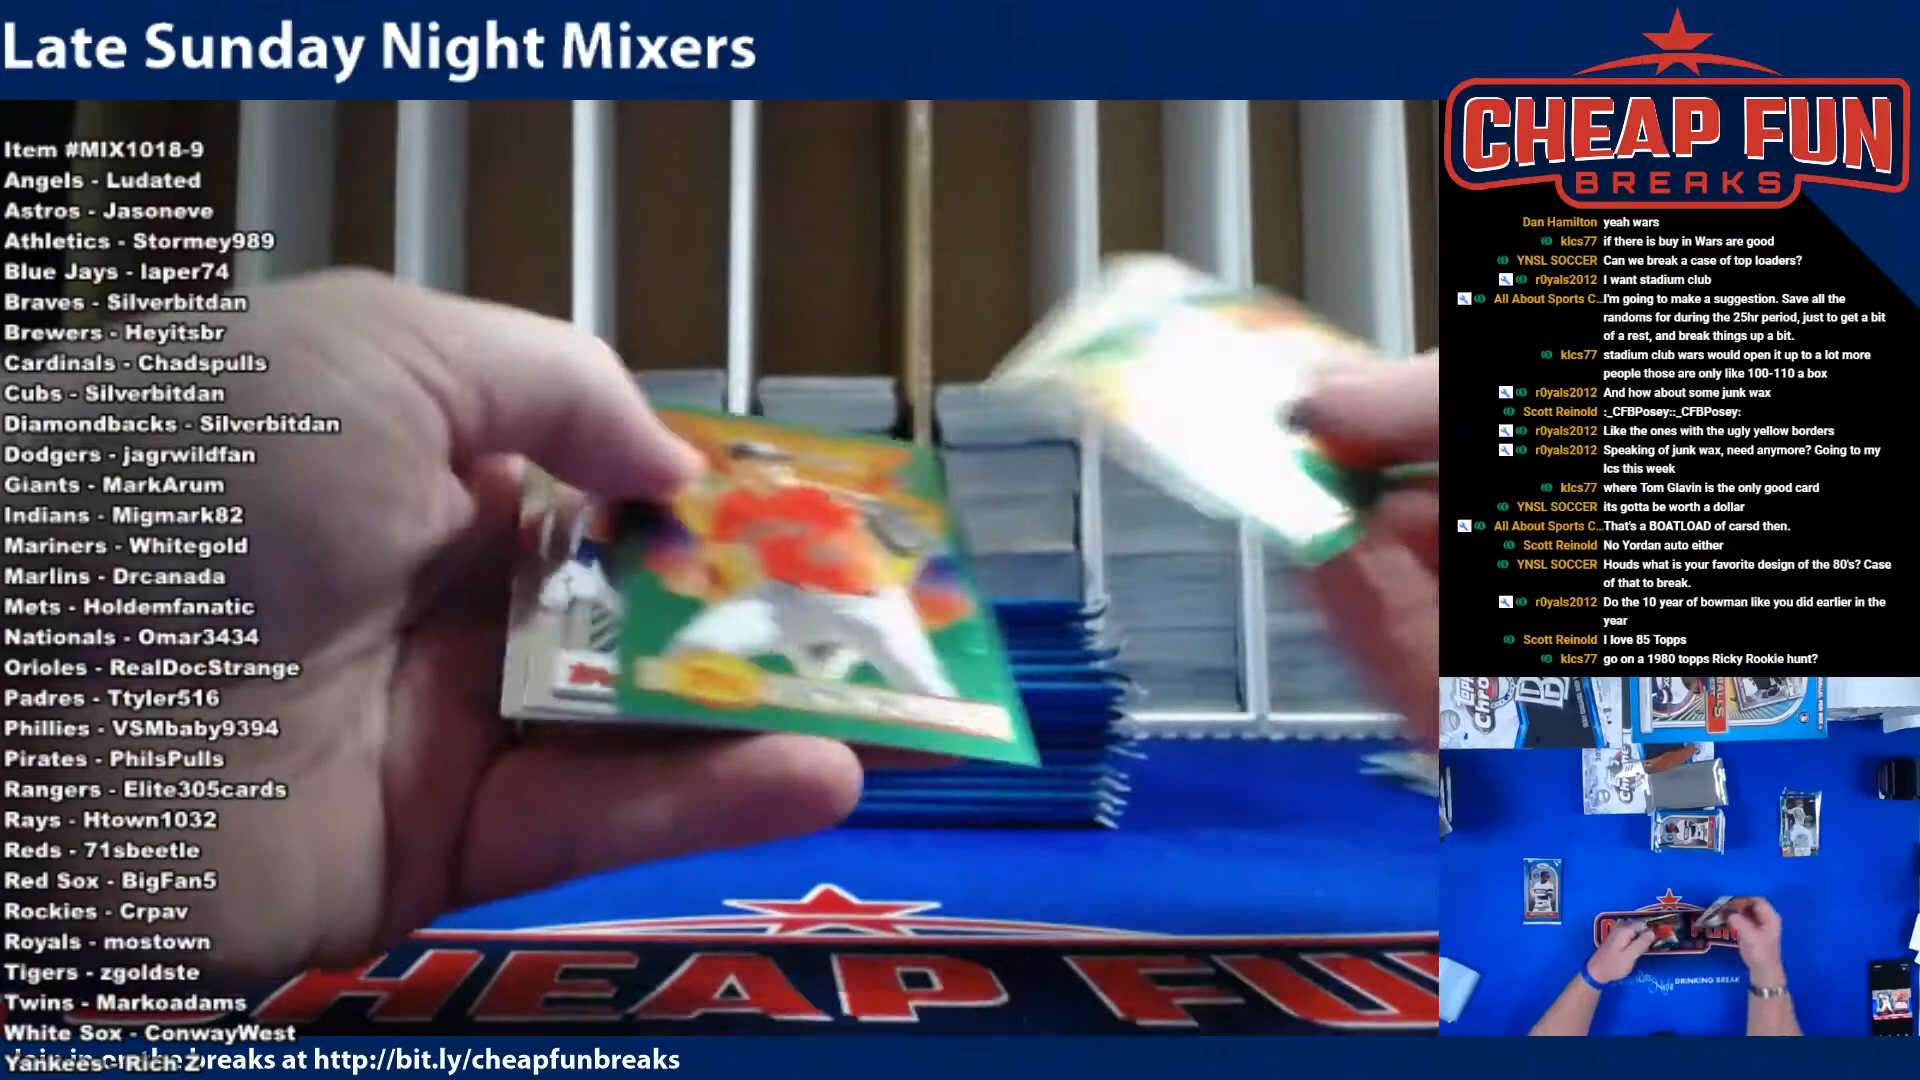 Late Sunday Night Mixers
CHEAP FUN
BREAKS
Item #MIX1018-9
Angels - Ludated
Astros - Jasoneve
Athletics - Stormey989
Blue Jays - laper74
Braves - Silverbitdan
Brewers - Heyitsbr
Cardinals - Chadspulls
Cubs - Silverbitdan
Diamondbacks - Silverbitdan
Dodgers - jagrwildfan
Giants - MarkArum
Indians - Migmark82
Mariners - Whitegold
Marlins - Drcanada
Mets - Holdemfanatic
Nationals - Omar3434
Orioles - RealDocStrange
Padres - Ttyler516
Phillies - VSMbaby9394
Pirates - PhilsPulls
Rangers - Elite305cards
Rays - Htown1032
Reds - 71sbeetle
Red Sox - BigFan5
Rockies - Crpav
Royals - mostown
Tigers - zgoldste
Twins - Markoadams
White Sox - ConwayWest
Yankees - Rich Z
breaks at http://bit.ly/cheapfunbreaks
Dan Hamilton yeah wars
klcs77 if there is buy in Wars are good
YNSL SOCCER Can we break a case of top loaders?
r0yals2012 I want stadium club
All About Sports C... I'm going to make a suggestion. Save all the
randoms for during the 25hr period, just to get a bit
of a rest, and break things up a bit.
klcs77 stadium club wars would open it up to a lot more
people those are only like 100-110 a box
r0yals2012 And how about some junk wax
Scott Reinold :_CFBPosey::_CFBPosey:
r0yals2012 Like the ones with the ugly yellow borders
r0yals2012 Speaking of junk wax, need anymore? Going to my
lcs this week
klcs77 where Tom Glavin is the only good card
YNSL SOCCER its gotta be worth a dollar
All About Sports C... That's a BOATLOAD of carsd then.
Scott Reinold No Yordan auto either
YNSL SOCCER Houds what is your favorite design of the 80's? Case
of that to break.
r0yals2012 Do the 10 year of bowman like you did earlier in the
year
Scott Reinold I love 85 Topps
klcs77 go on a 1980 topps Ricky Rookie hunt?
HEAP FU
DRINKING BREAK